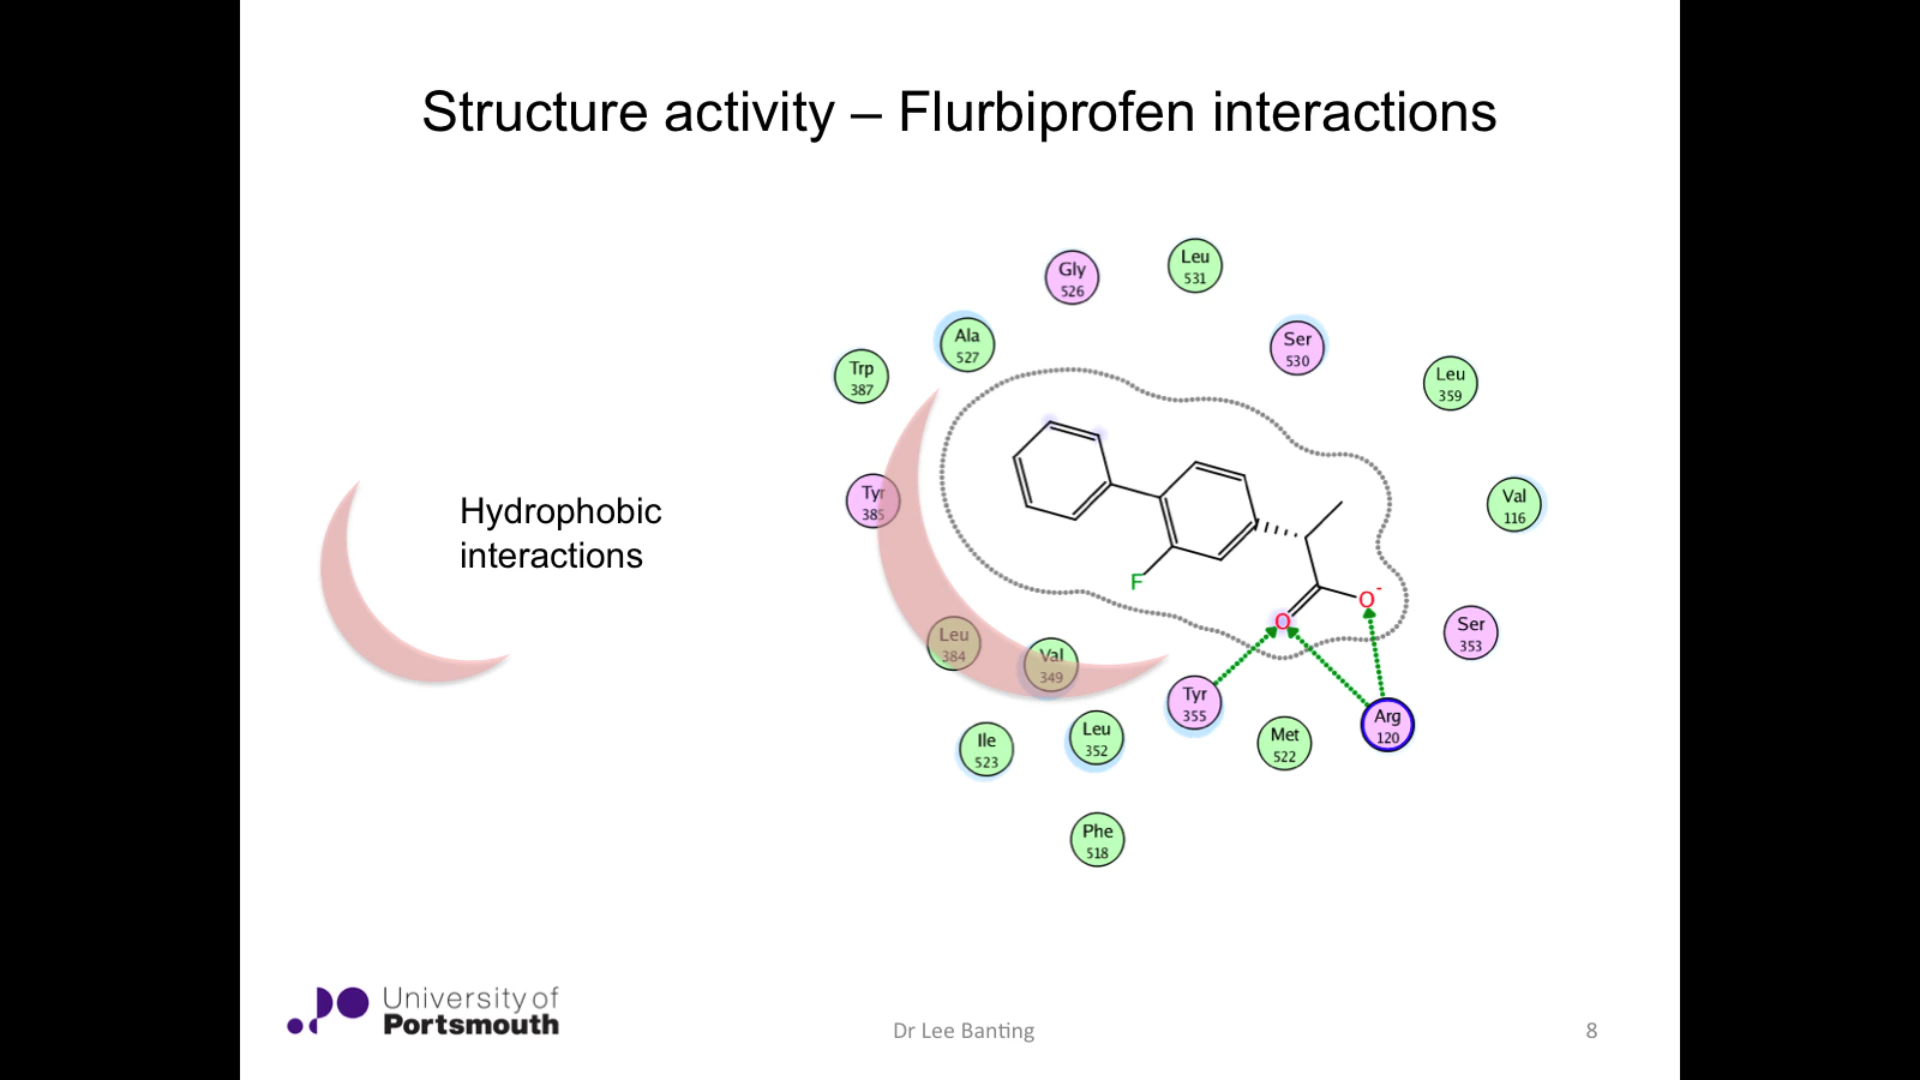 Structure activity – Flurbiprofen interactions
Leu
531
Gly
526
Ala
527
Ser
530
Trp
387
Leu
359
Tyr
385
Val
116
Hydrophobic
interactions
F
O
O-
Leu
384
Val
349
Ser
353
Tyr
355
Arg
120
Ile
523
Leu
352
Met
522
Phe
518
University of
Portsmouth
Dr Lee Banting
8